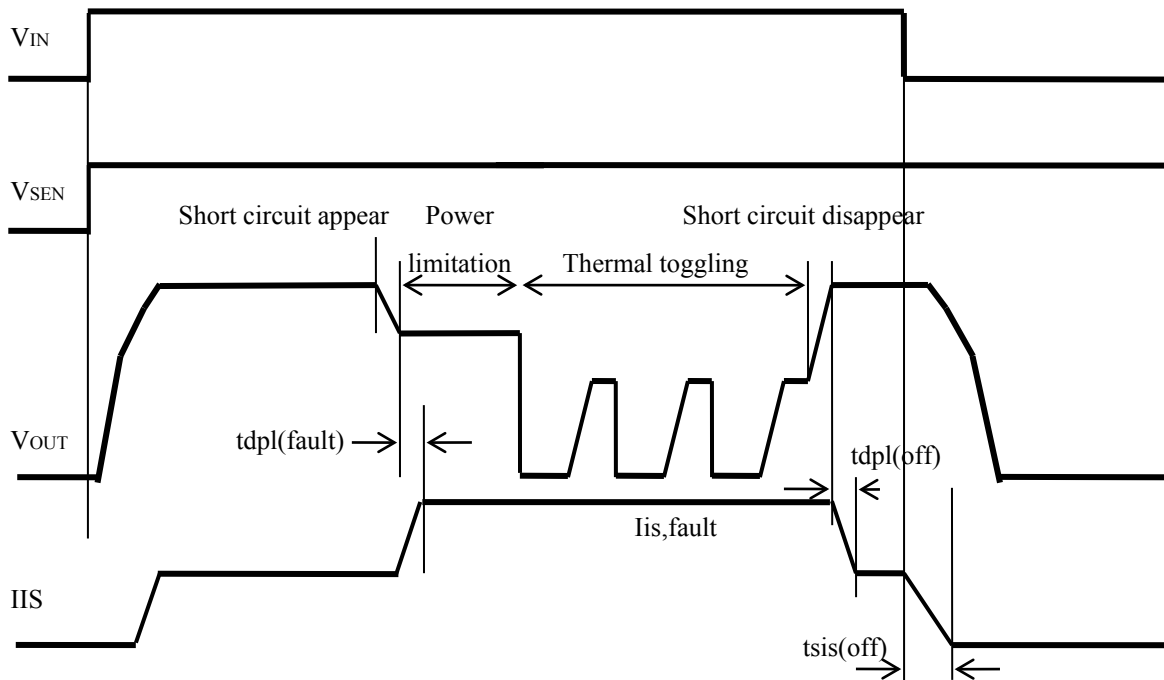 VIN
VSEN
Short circuit appear
Power
limitation
Thermal toggling
Short circuit disappear
VOUT
tdpl(fault)
tdpl(off)
Iis,fault
IIS
tsis(off)